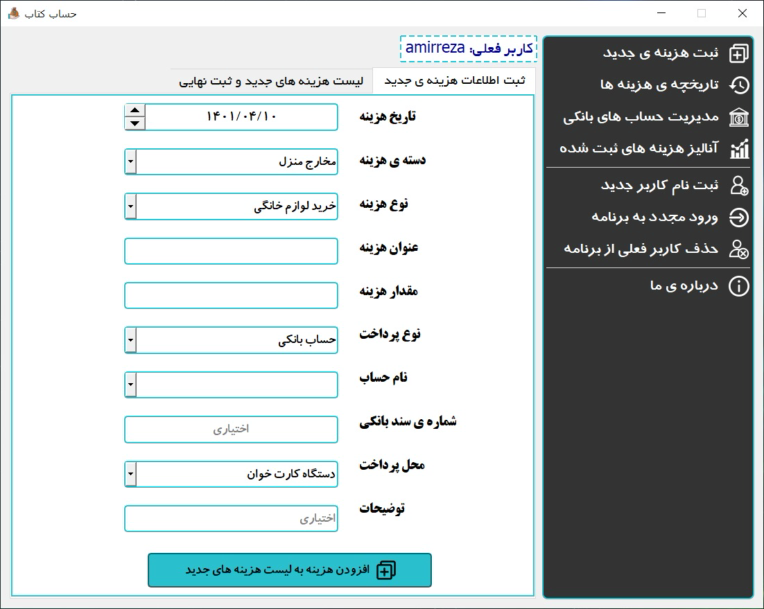 حساب کتاب
کاربر فعلی: amirreza
ثبت هزینه ی جدید
تاریخچه ی هزینه ها
مدیریت حساب های بانکی
آنالیز هزینه های ثبت شده
ثبت نام کاربر جدید
ورود مجدد به برنامه
حذف کاربر فعلی از برنامه
درباره ی ما
ثبت اطلاعات هزینه ی جدید
لیست هزینه های جدید و ثبت نهایی
تاریخ هزینه ۱۴۰۱/۰۴/۱۰
دسته ی هزینه مخارج منزل
نوع هزینه خرید لوازم خانگی
عنوان هزینه
مقدار هزینه
نوع پرداخت حساب بانکی
نام حساب
شماره ی سند بانکی اختیاری
محل پرداخت دستگاه کارت خوان
توضیحات اختیاری
افزودن هزینه به لیست هزینه های جدید